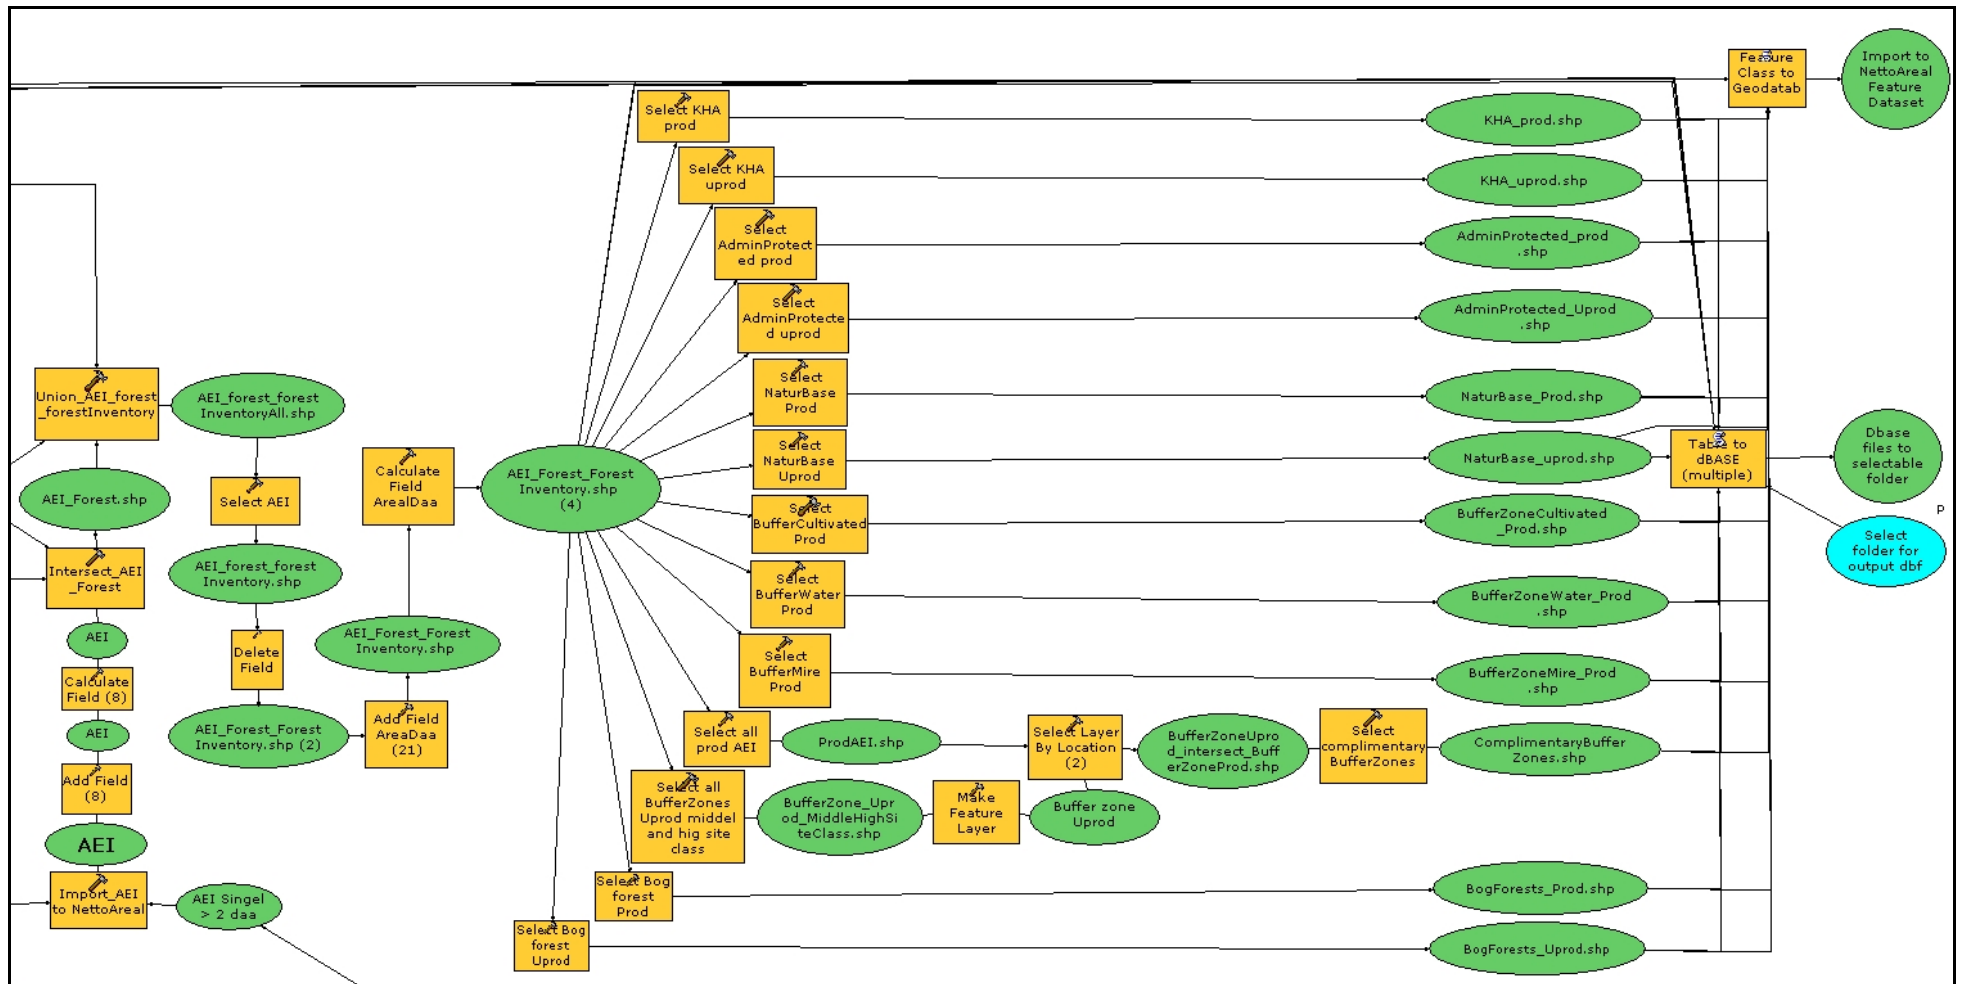 Feature
Class to
Geodatab
Import to
NettoAreal
Feature
Dataset
Select KHA
prod
KHA_prod.shp
Select KHA
uprod
KHA_uprod.shp
Select
AdminProtect
ed prod
AdminProtected_prod
.shp
Select
AdminProtecte
d uprod
AdminProtected_Uprod
.shp
Union_AEI_forest
_forestInventory
AEI_forest_forest
InventoryAll.shp
Select
NaturBase
Prod
NaturBase_Prod.shp
Calculate
Field
ArealDaa
AEI_Forest_Forest
Inventory.shp
(4)
Select
NaturBase
Uprod
NaturBase_uprod.shp
Table to
dBASE
(multiple)
Dbase
files to
selectable
folder
AEI_Forest.shp
Select AEI
Select
BufferCultivated
Prod
BufferZoneCultivated
_Prod.shp
P
Select
folder for
output dbf
Intersect_AEI
_Forest
AEI_forest_forest
Inventory.shp
Select
BufferWater
Prod
BufferZoneWater_Prod
.shp
AEI
Delete
Field
AEI_Forest_Forest
Inventory.shp
Select
BufferMire
Prod
BufferZoneMire_Prod
.shp
Calculate
Field (8)
AEI
AEI_Forest_Forest
Inventory.shp (2)
Add Field
AreaDaa
(21)
Select all
prod AEI
ProdAEI.shp
Select Layer
By Location
(2)
BufferZoneUpro
d_intersect_Buff
erZoneProd.shp
Select
complimentary
BufferZones
ComplimentaryBuffer
Zones.shp
Add Field
(8)
Select all
BufferZones
Uprod middel
and hig site
class
BufferZone_Upr
od_MiddleHighSi
teClass.shp
Make
Feature
Layer
Buffer zone
Uprod
AEI
Import_AEI
to NettoAreal
AEI Singel
> 2 daa
Select Bog
forest
Prod
BogForests_Prod.shp
Select Bog
forest
Uprod
BogForests_Uprod.shp